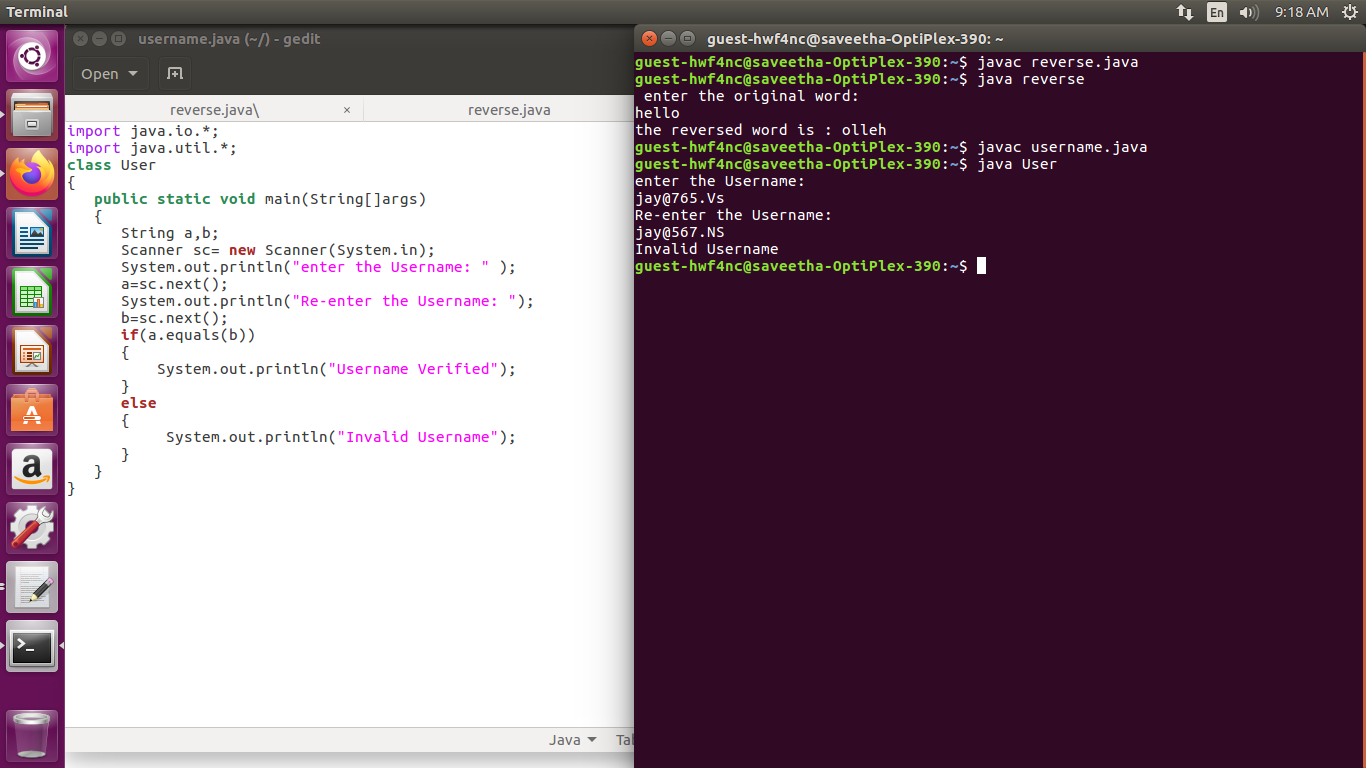 Terminal
En
9:18 AM
username.java (~/) - gedit
Open
reverse.java\ ×
reverse.java
import java.io.*;
import java.util.*;
class User
{
   public static void main(String[]args)
   {
      String a,b;
      Scanner sc= new Scanner(System.in);
      System.out.println("enter the Username: " );
      a=sc.next();
      System.out.println("Re-enter the Username: ");
      b=sc.next();
      if(a.equals(b))
      {
          System.out.println("Username Verified");
      }
      else
      {
           System.out.println("Invalid Username");
      }
   }
}
Java
guest-hwf4nc@saveetha-OptiPlex-390: ~
guest-hwf4nc@saveetha-OptiPlex-390:~$ javac reverse.java
guest-hwf4nc@saveetha-OptiPlex-390:~$ java reverse
 enter the original word:
hello
the reversed word is : olleh
guest-hwf4nc@saveetha-OptiPlex-390:~$ javac username.java
guest-hwf4nc@saveetha-OptiPlex-390:~$ java User
enter the Username:
jay@765.Vs
Re-enter the Username:
jay@567.NS
Invalid Username
guest-hwf4nc@saveetha-OptiPlex-390:~$